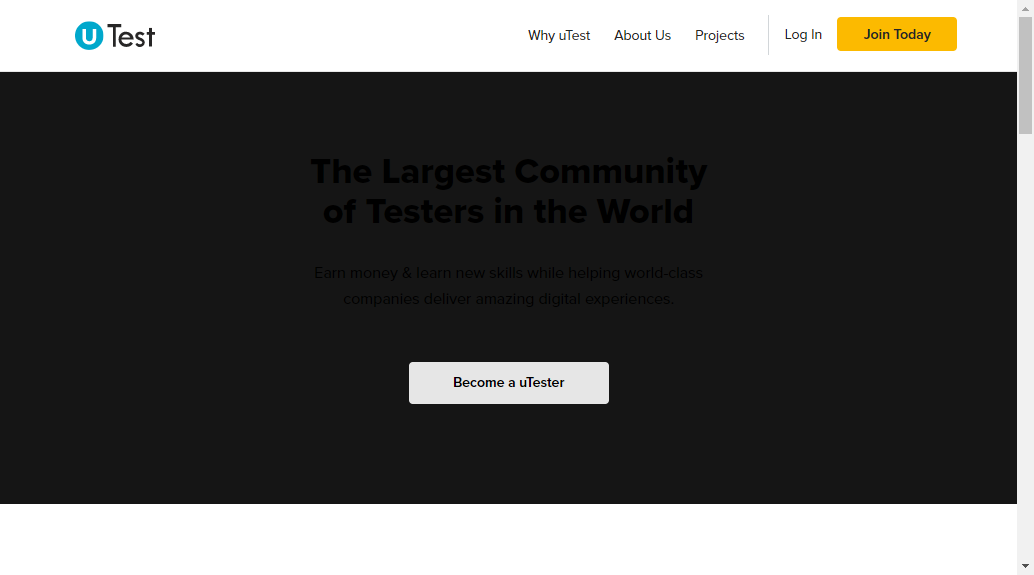 uTest
Why uTest
About Us
Projects
Log In
Join Today
The Largest Community
of Testers in the World
Earn money & learn new skills while helping world-class
companies deliver amazing digital experiences.
Become a uTester